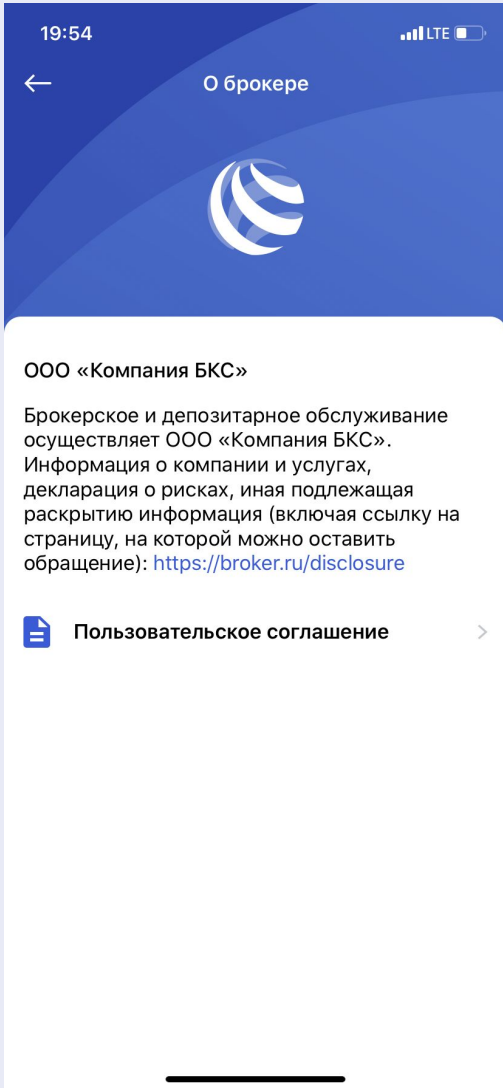 19:54
LTE
О брокере
ООО «Компания БКС»
Брокерское и депозитарное обслуживание
осуществляет ООО «Компания БКС».
Информация о компании и услугах,
декларация о рисках, иная подлежащая
раскрытию информация (включая ссылку на
страницу, на которой можно оставить
обращение): https://broker.ru/disclosure
Пользовательское соглашение